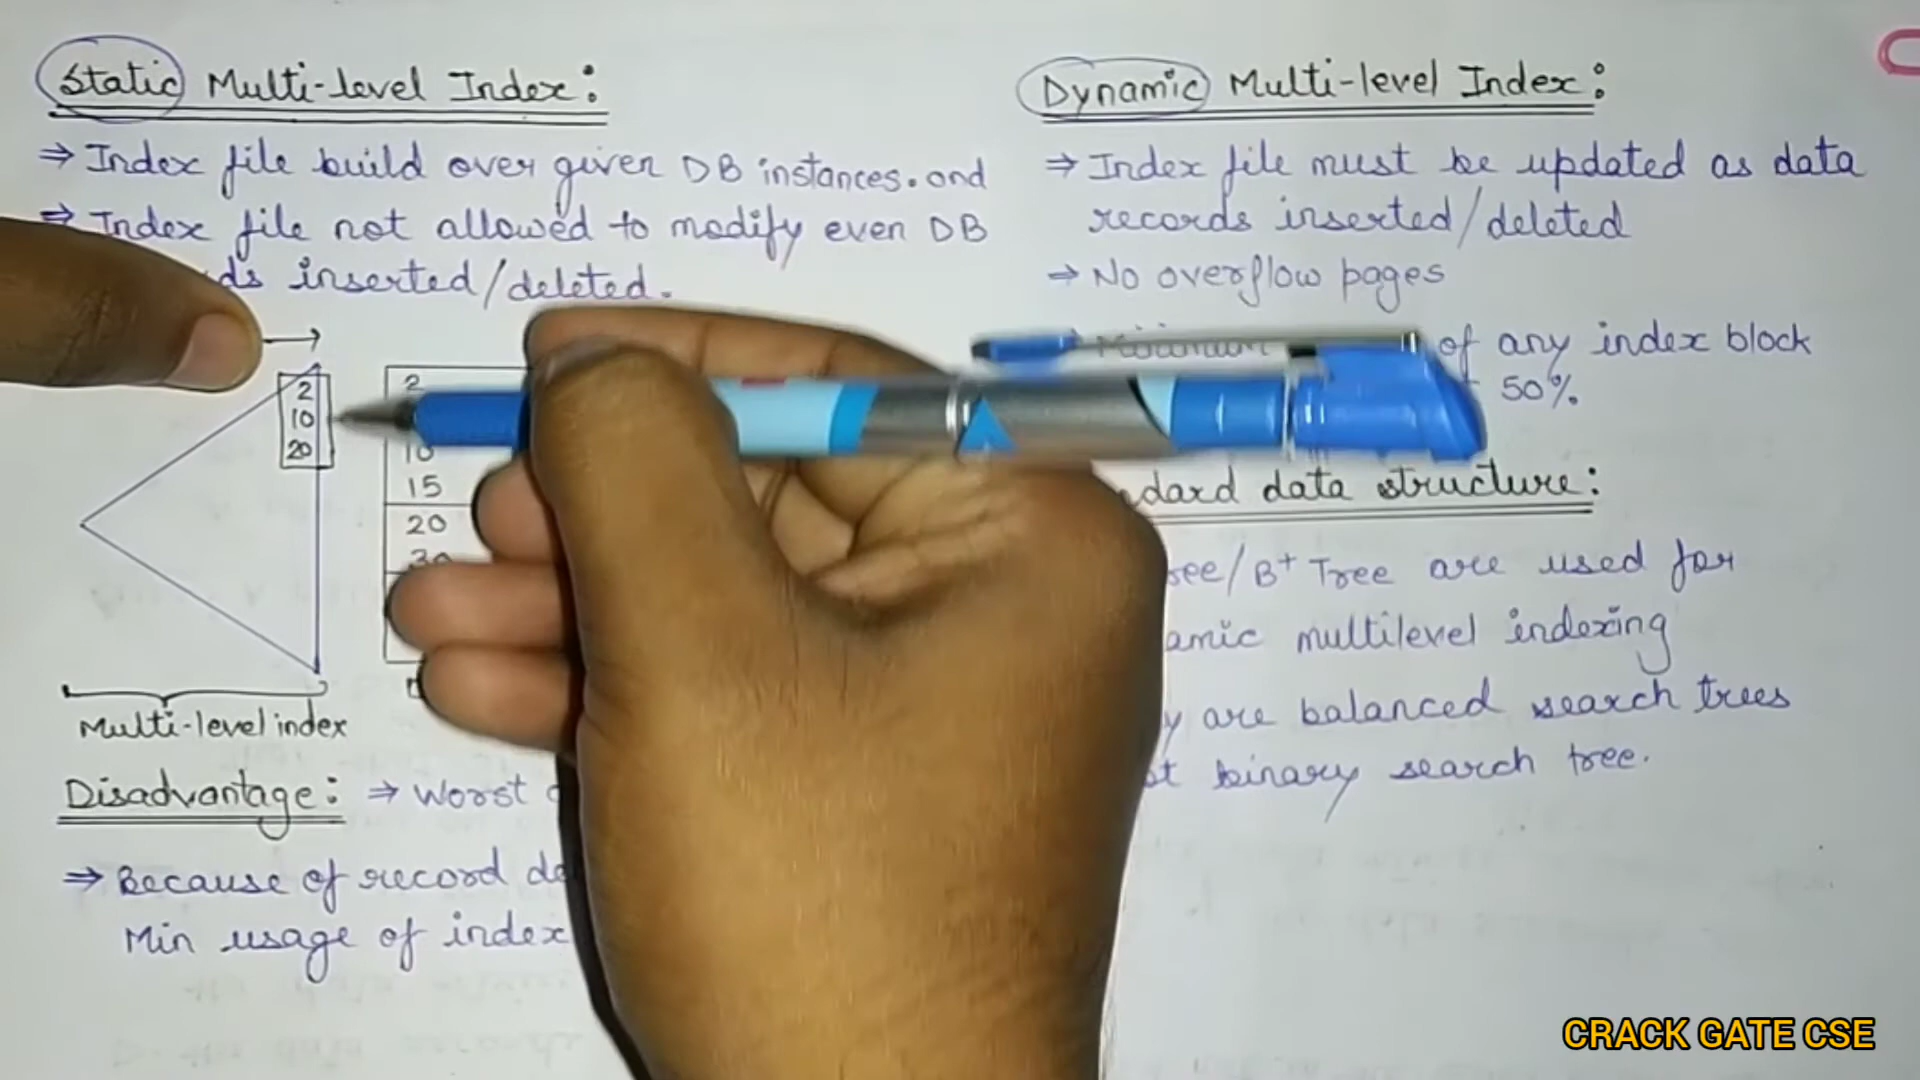 Static Multi-level Index:
⇒ Index file build over given DB instances. and
⇒ Index file not allowed to modify even DB
ds inserted/deleted.
2
10
20
2
10
15
20
30
Multi-level index
Disadvantage: ⇒ Worst
⇒ Because of record de
Min usage of index
Dynamic Multi-level Index:
⇒ Index file must be updated as data
records inserted/deleted
⇒ No overflow pages
of any index block
50%.
dard data structure:
ree/B+ Tree are used for
amic multilevel indexing
y are balanced search trees
t binary search tree.
CRACK GATE CSE